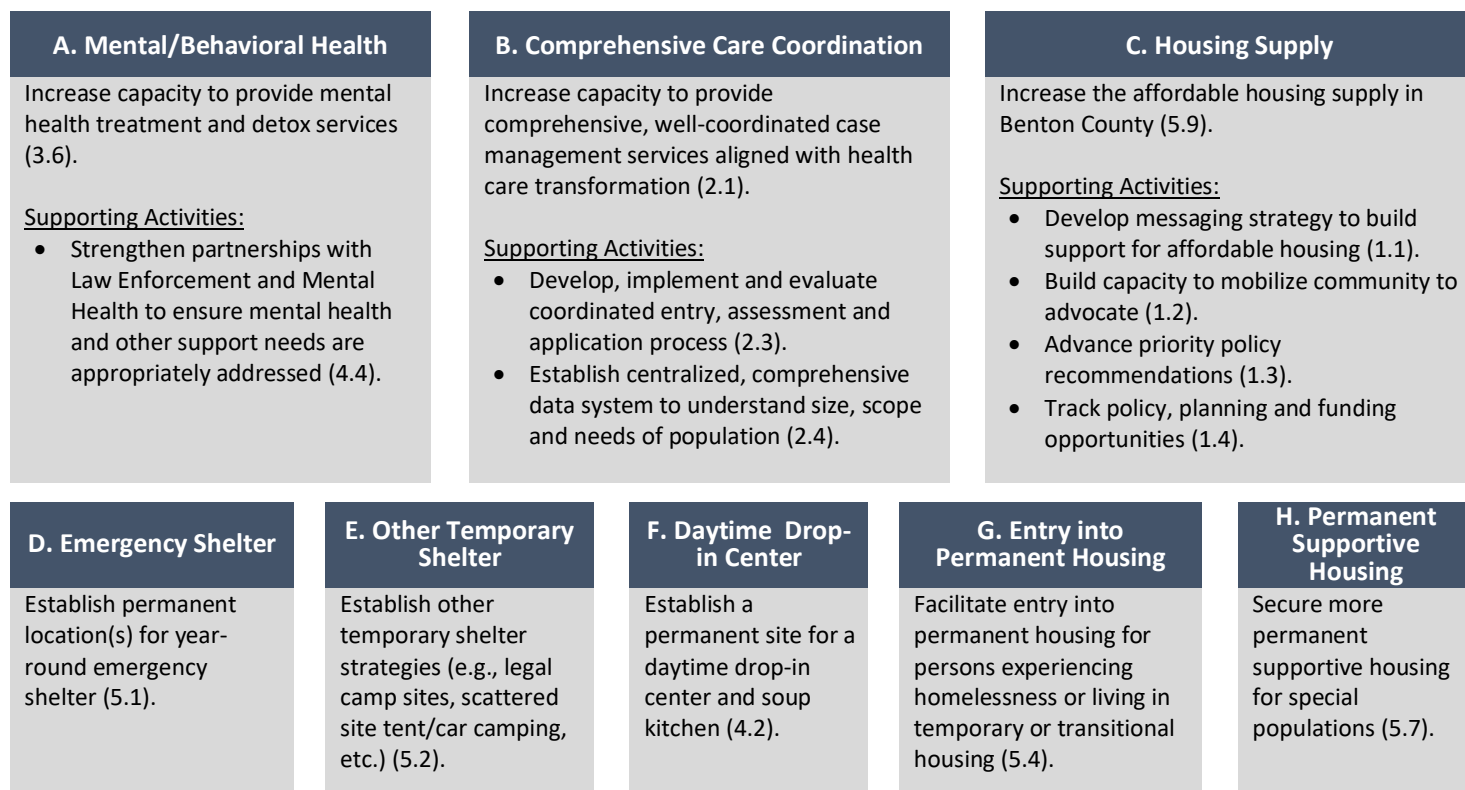 A. Mental/Behavioral Health
Increase capacity to provide mental
health treatment and detox services
(3.6).
Supporting Activities:
• Strengthen partnerships with
Law Enforcement and Mental
Health to ensure mental health
and other support needs are
appropriately addressed (4.4).
B. Comprehensive Care Coordination
Increase capacity to provide
comprehensive, well-coordinated case
management services aligned with health
care transformation (2.1).
Supporting Activities:
• Develop, implement and evaluate
coordinated entry, assessment and
application process (2.3).
• Establish centralized, comprehensive
data system to understand size, scope
and needs of population (2.4).
C. Housing Supply
Increase the affordable housing supply in
Benton County (5.9).
Supporting Activities:
• Develop messaging strategy to build
support for affordable housing (1.1).
• Build capacity to mobilize community to
advocate (1.2).
• Advance priority policy
recommendations (1.3).
• Track policy, planning and funding
opportunities (1.4).
D. Emergency Shelter
Establish permanent
location(s) for year-
round emergency
shelter (5.1).
E. Other Temporary
Shelter
Establish other
temporary shelter
strategies (e.g., legal
camp sites, scattered
site tent/car camping,
etc.) (5.2).
F. Daytime Drop-
in Center
Establish a
permanent site for a
daytime drop-in
center and soup
kitchen (4.2).
G. Entry into
Permanent Housing
Facilitate entry into
permanent housing for
persons experiencing
homelessness or living in
temporary or transitional
housing (5.4).
H. Permanent
Supportive
Housing
Secure more
permanent
supportive housing
for special
populations (5.7).